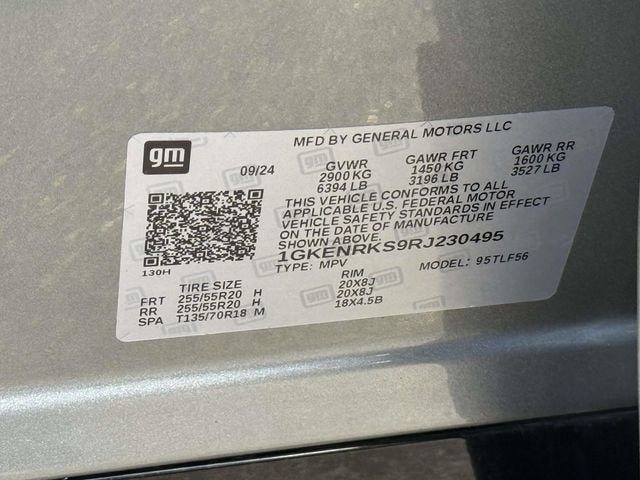 gm
MFD BY GENERAL MOTORS LLC
09/24
GVWR GAWR FRT GAWR RR
2900 KG 1450 KG 1600 KG
6394 LB 3196 LB 3527 LB
THIS VEHICLE CONFORMS TO ALL
APPLICABLE U.S. FEDERAL MOTOR
VEHICLE SAFETY STANDARDS IN EFFECT
ON THE DATE OF MANUFACTURE
SHOWN ABOVE.
1GKENRKS9RJ230495
TYPE: MPV MODEL: 95TLF56
130H
TIRE SIZE RIM
FRT 255/55R20 H 20X8J
RR 255/55R20 H 20X8J
SPA T135/70R18 M 18X4.5B